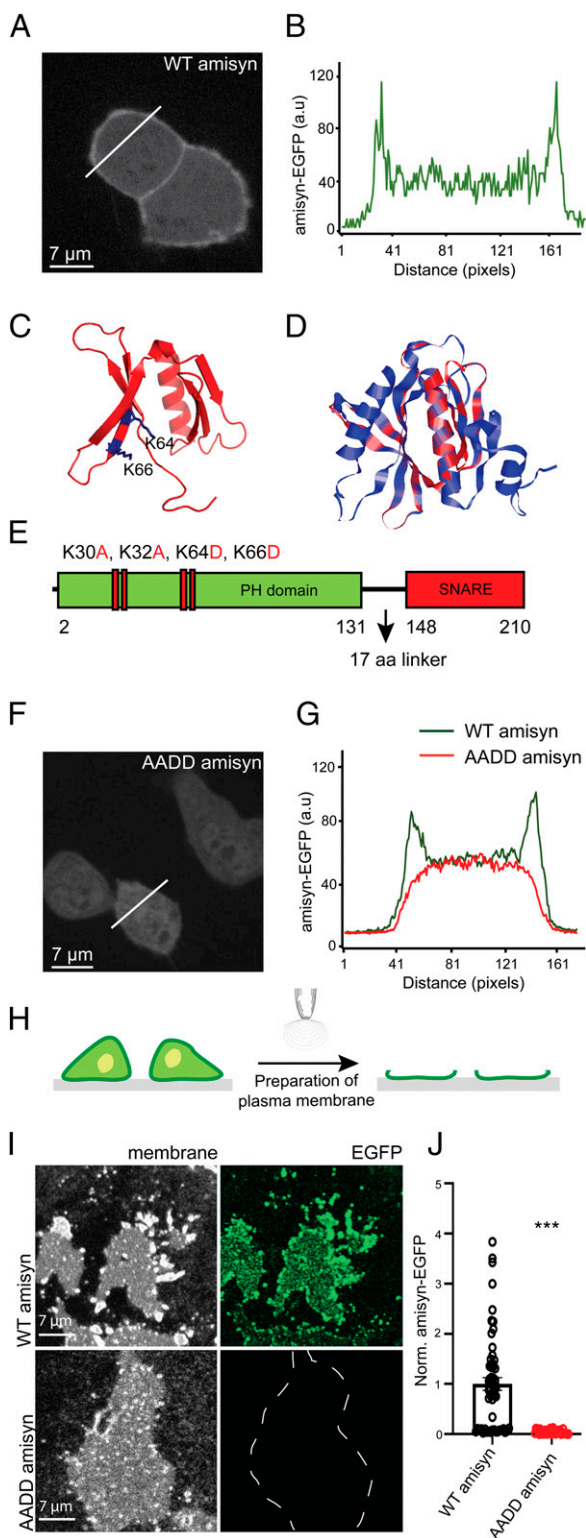 A
WT amisyn
7 μm
B
amisyn-EGFP (a.u)
120
80
40
0
1 41 81 121 161
Distance (pixels)
C
K64
K66
D
E
K30A, K32A, K64D, K66D
PH domain
SNARE
2 131 148 210
17 aa linker
F
AADD amisyn
7 μm
G
WT amisyn
AADD amisyn
amisyn-EGFP (a.u)
120
80
40
0
1 41 81 121 161
Distance (pixels)
H
Preparation of
plasma membrane
I
membrane EGFP
WT amisyn
7 μm
AADD amisyn
7 μm
J
Norm. amisyn-EGFP
5
4
3
2
1
0
***
WT amisyn
AADD amisyn